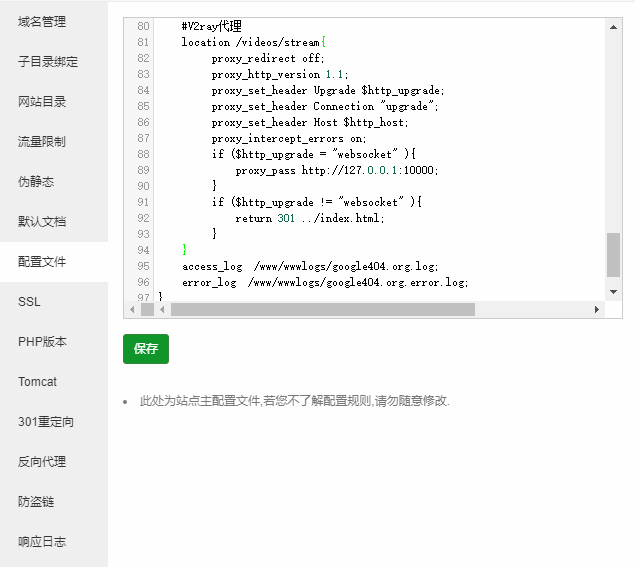 域名管理
子目录绑定
网站目录
流量限制
伪静态
默认文档
配置文件
SSL
PHP版本
Tomcat
301重定向
反向代理
防盗链
响应日志
80 #V2ray代理
81 location /videos/stream{
82 proxy_redirect off;
83 proxy_http_version 1.1;
84 proxy_set_header Upgrade $http_upgrade;
85 proxy_set_header Connection "upgrade";
86 proxy_set_header Host $http_host;
87 proxy_intercept_errors on;
88 if ($http_upgrade = "websocket" ){
89 proxy_pass http://127.0.0.1:10000;
90 }
91 if ($http_upgrade != "websocket" ){
92 return 301 ../index.html;
93 }
94 }
95 access_log /www/wwwlogs/google404.org.log;
96 error_log /www/wwwlogs/google404.org.error.log;
97 }
保存
此处为站点主配置文件,若您不了解配置规则,请勿随意修改.